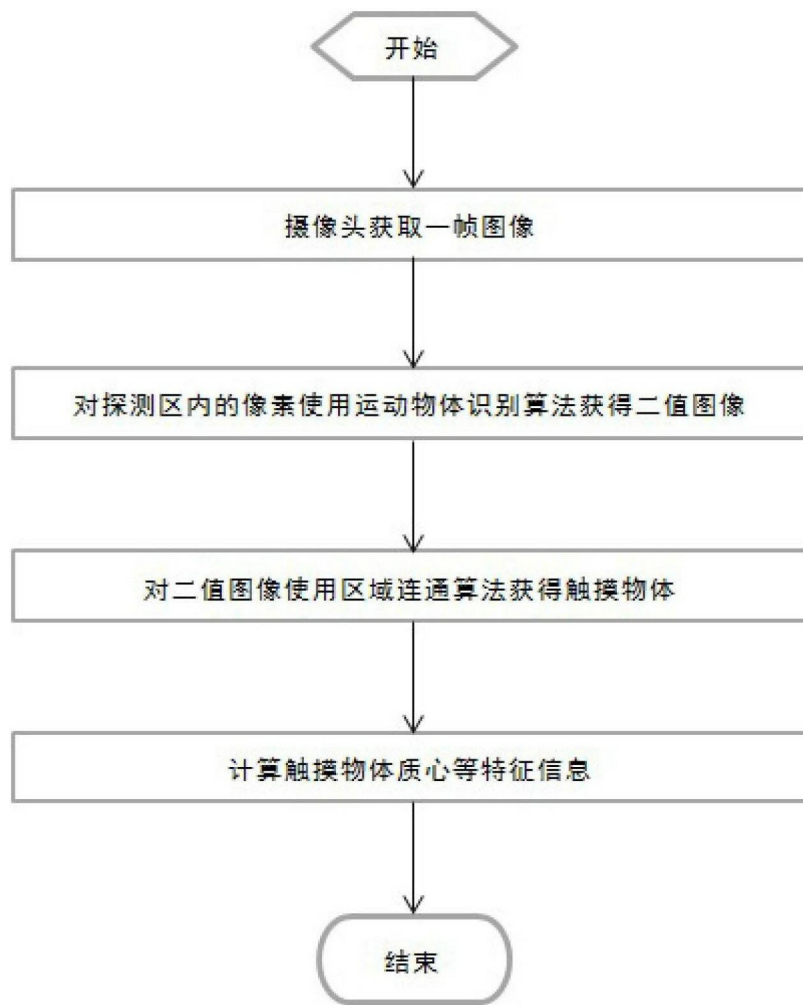 开始
摄像头获取一帧图像
对探测区内的像素使用运动物体识别算法获得二值图像
对二值图像使用区域连通算法获得触摸物体
计算触摸物体质心等特征信息
结束